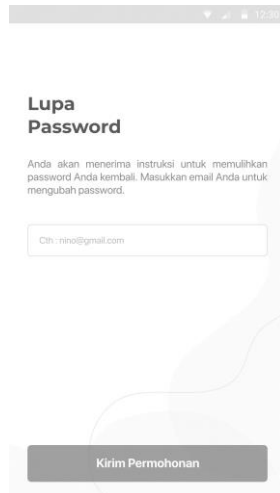 12:30
Lupa
Password
Anda akan menerima instruksi untuk memulihkan
password Anda kembali. Masukkan email Anda untuk
mengubah password.
Cth : nino@gmail.com
Kirim Permohonan